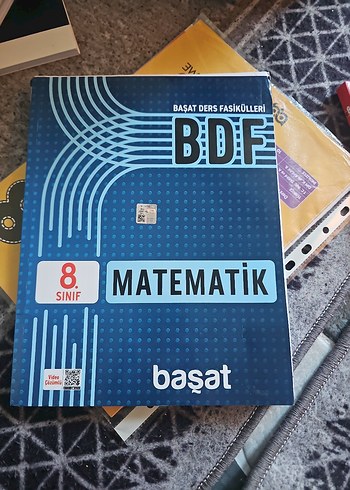 BAŞAT DERS FASİKÜLLERİ
BDF
8.
SINIF
MATEMATİK
Video
Çözümlü
başat